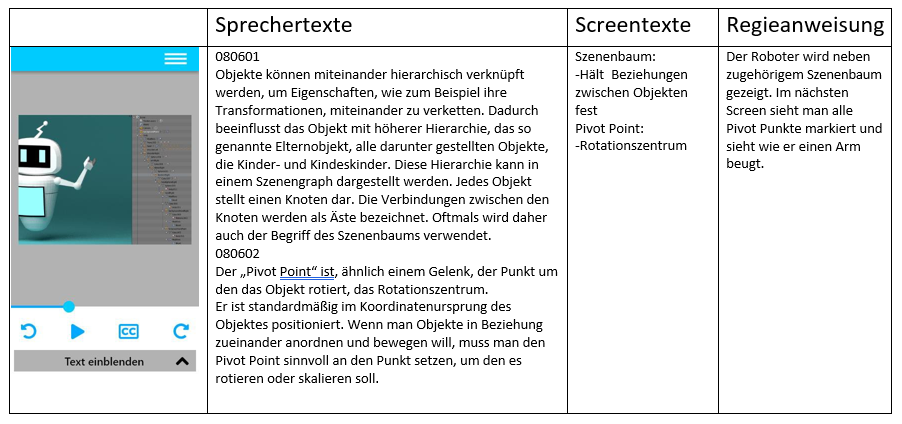 Sprechertexte
Screentexte
Regieanweisung
CC
Text einblenden
080601
Objekte können miteinander hierarchisch verknüpft
werden, um Eigenschaften, wie zum Beispiel ihre
Transformationen, miteinander zu verketten. Dadurch
beeinflusst das Objekt mit höherer Hierarchie, das so
genannte Elternobjekt, alle darunter gestellten Objekte,
die Kinder- und Kindeskinder. Diese Hierarchie kann in
einem Szenengraph dargestellt werden. Jedes Objekt
stellt einen Knoten dar. Die Verbindungen zwischen den
Knoten werden als Äste bezeichnet. Oftmals wird daher
auch der Begriff des Szenenbaums verwendet.
080602
Der „Pivot Point“ ist, ähnlich einem Gelenk, der Punkt um
den das Objekt rotiert, das Rotationszentrum.
Er ist standardmäßig im Koordinatenursprung des
Objektes positioniert. Wenn man Objekte in Beziehung
zueinander anordnen und bewegen will, muss man den
Pivot Point sinnvoll an den Punkt setzen, um den es
rotieren oder skalieren soll.
Szenenbaum:
-Hält Beziehungen
zwischen Objekten
fest
Pivot Point:
-Rotationszentrum
Der Roboter wird neben
zugehörigem Szenenbaum
gezeigt. Im nächsten
Screen sieht man alle
Pivot Punkte markiert und
sieht wie er einen Arm
beugt.